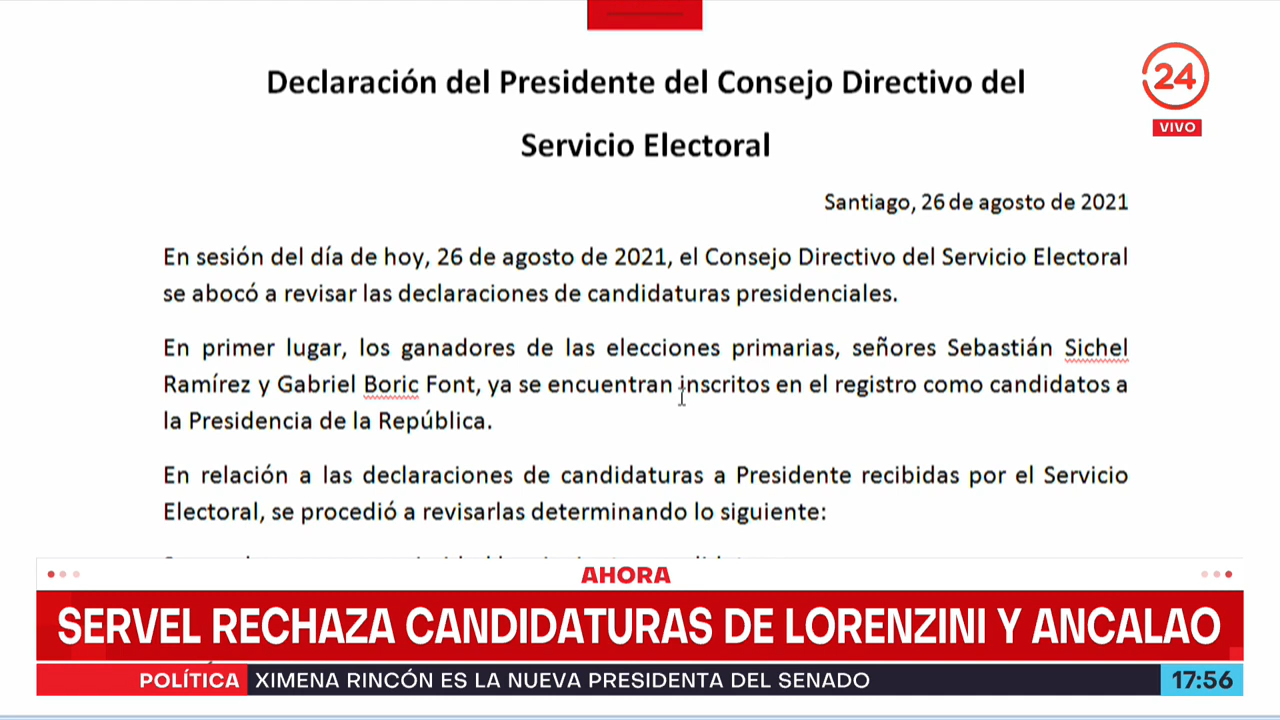 Declaración del Presidente del Consejo Directivo del
Servicio Electoral
24
VIVO
Santiago, 26 de agosto de 2021
En sesión del día de hoy, 26 de agosto de 2021, el Consejo Directivo del Servicio Electoral
se abocó a revisar las declaraciones de candidaturas presidenciales.
En primer lugar, los ganadores de las elecciones primarias, señores Sebastián Sichel
Ramírez y Gabriel Boric Font, ya se encuentran inscritos en el registro como candidatos a
la Presidencia de la República.
En relación a las declaraciones de candidaturas a Presidente recibidas por el Servicio
Electoral, se procedió a revisarlas determinando lo siguiente:
AHORA
SERVEL RECHAZA CANDIDATURAS DE LORENZINI Y ANCALAO
POLÍTICA XIMENA RINCÓN ES LA NUEVA PRESIDENTA DEL SENADO 17:56